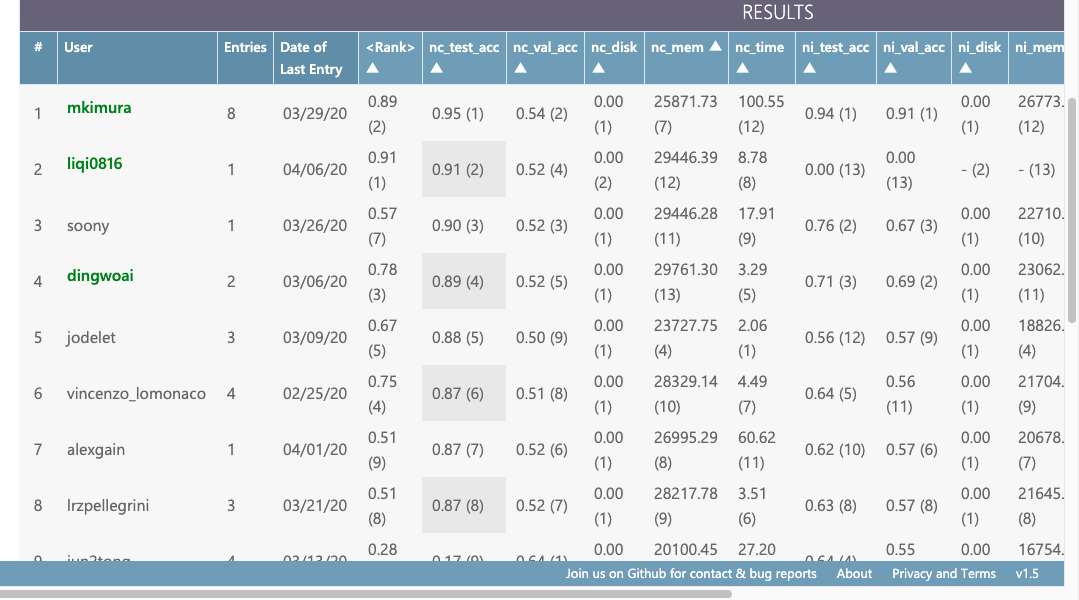 RESULTS
# User Entries Date of Last Entry <Rank> ▲ nc_test_acc ▲ nc_val_acc ▲ nc_disk ▲ nc_mem ▲ nc_time ▲ ni_test_acc ▲ ni_val_acc ▲ ni_disk ▲ ni_mem
1 mkimura 8 03/29/20 0.89 (2) 0.95 (1) 0.54 (2) 0.00 (1) 25871.73 (7) 100.55 (12) 0.94 (1) 0.91 (1) 0.00 (1) 26773. (12)
2 liqi0816 1 04/06/20 0.91 (1) 0.91 (2) 0.52 (4) 0.00 (2) 29446.39 (12) 8.78 (8) 0.00 (13) 0.00 (13) - (2) - (13)
3 soony 1 03/26/20 0.57 (7) 0.90 (3) 0.52 (3) 0.00 (1) 29446.28 (11) 17.91 (9) 0.76 (2) 0.67 (3) 0.00 (1) 22710. (10)
4 dingwoai 2 03/06/20 0.78 (3) 0.89 (4) 0.52 (5) 0.00 (1) 29761.30 (13) 3.29 (5) 0.71 (3) 0.69 (2) 0.00 (1) 23062. (11)
5 jodelet 3 03/09/20 0.67 (5) 0.88 (5) 0.50 (9) 0.00 (1) 23727.75 (4) 2.06 (1) 0.56 (12) 0.57 (9) 0.00 (1) 18826. (4)
6 vincenzo_lomonaco 4 02/25/20 0.75 (4) 0.87 (6) 0.51 (8) 0.00 (1) 28329.14 (10) 4.49 (7) 0.64 (5) 0.56 (11) 0.00 (1) 21704. (9)
7 alexgain 1 04/01/20 0.51 (9) 0.87 (7) 0.52 (6) 0.00 (1) 26995.29 (8) 60.62 (11) 0.62 (10) 0.57 (6) 0.00 (1) 20678. (7)
8 lrzpellegrini 3 03/21/20 0.51 (8) 0.87 (8) 0.52 (7) 0.00 (1) 28217.78 (9) 3.51 (6) 0.63 (8) 0.57 (8) 0.00 (1) 21645. (8)
0.28 0.00 20100.45 27.20 0.55 0.00 16754.
Join us on Github for contact & bug reports About Privacy and Terms v1.5